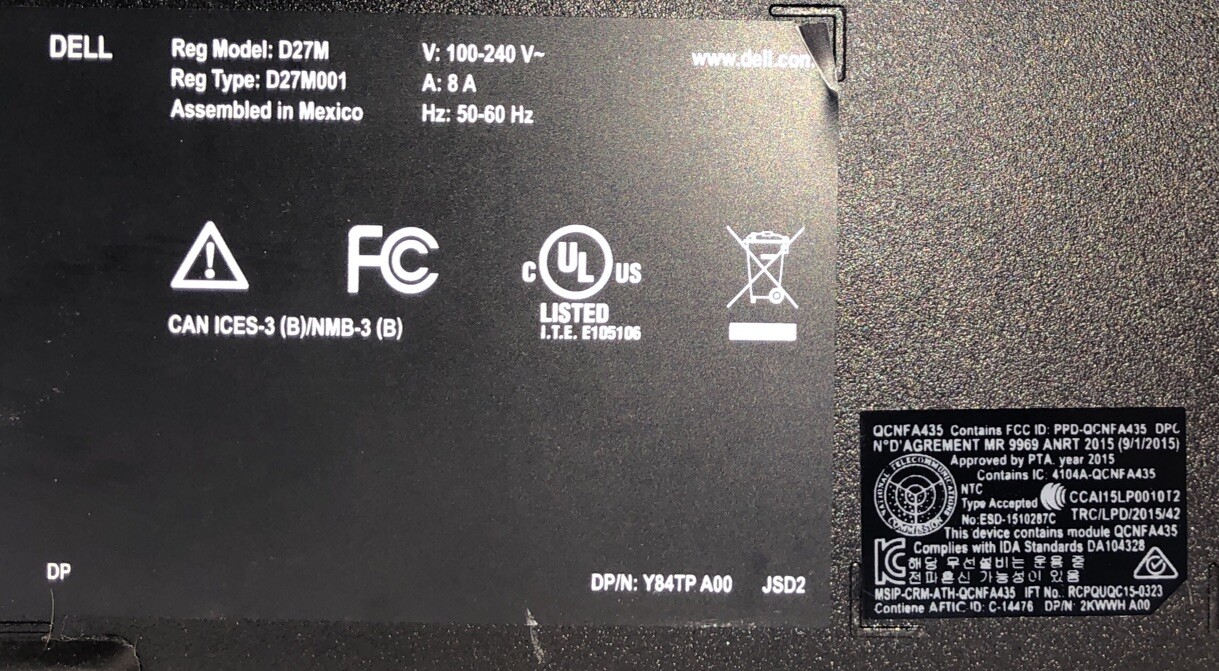 DELL
Reg Model: D27M
Reg Type: D27M001
Assembled in Mexico
V: 100-240 V~
A: 8 A
Hz: 50-60 Hz
www.dell.com
FC
CAN ICES-3 (B)/NMB-3 (B)
C UL US
LISTED
I.T.E. E105106
DP
DP/N: Y84TP A00 JSD2
QCNFA435 Contains FCC ID: PPD-QCNFA435 DPC
N°D'AGREMENT MR 9969 ANRT 2015 (9/1/2015)
Approved by PTA. year 2015
Contains IC: 4104A-QCNFA435
NATIONAL TELECOMMUNICATIONS COMMISSION
NTC
Type Accepted
No:ESD-1510287C
CCAI15LP0010T2
TRC/LPD/2015/42
This device contains module QCNFA435
Complies with IDA Standards DA104328
해당 무선설비는 운용 중
전파혼신 가능성이 있음
MSIP-CRM-ATH-QCNFA435 IFT No.: RCPQUQC15-0323
Contiene AFTIC ID: C-14476 DP/N: 2KWWH A00